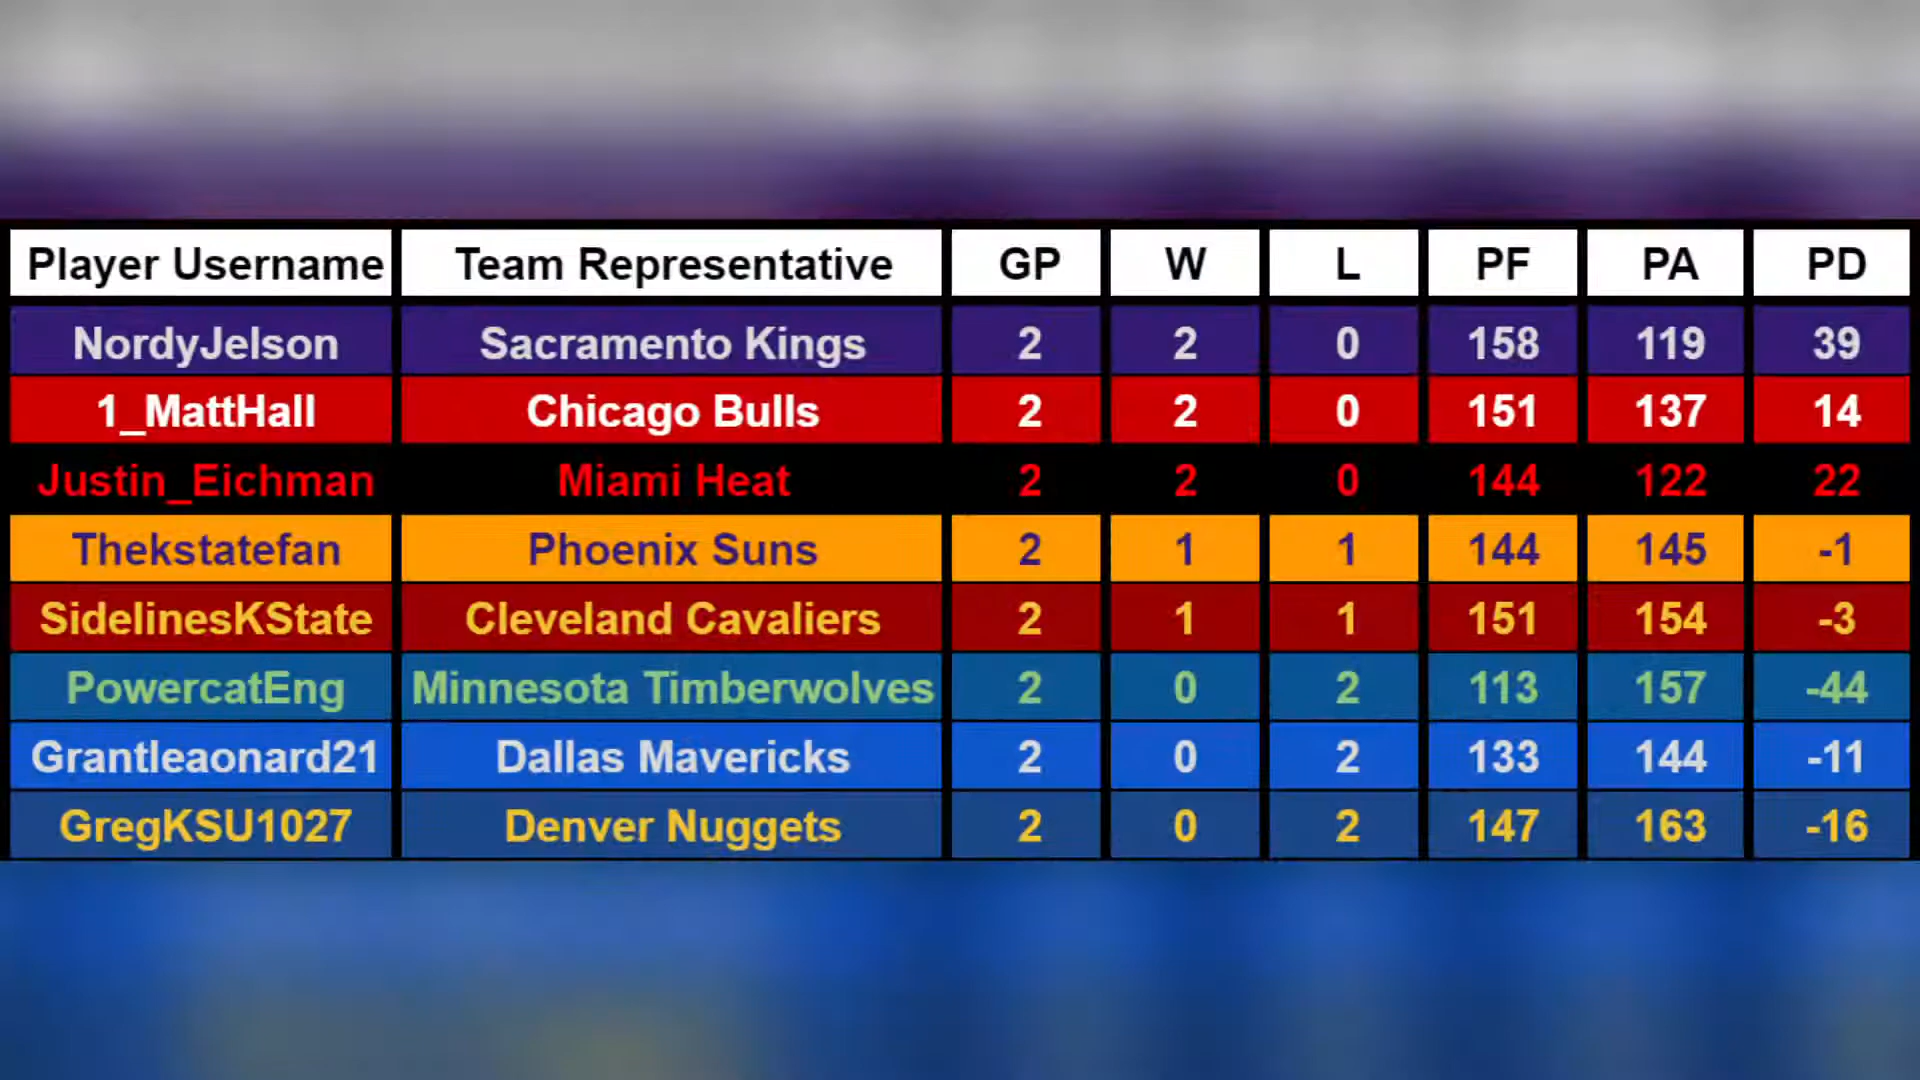 Player Username Team Representative GP W L PF PA PD
NordyJelson Sacramento Kings 2 2 0 158 119 39
1_MattHall Chicago Bulls 2 2 0 151 137 14
Justin_Eichman Miami Heat 2 2 0 144 122 22
Thekstatefan Phoenix Suns 2 1 1 144 145 -1
SidelinesKState Cleveland Cavaliers 2 1 1 151 154 -3
PowercatEng Minnesota Timberwolves 2 0 2 113 157 -44
Grantleaonard21 Dallas Mavericks 2 0 2 133 144 -11
GregKSU1027 Denver Nuggets 2 0 2 147 163 -16